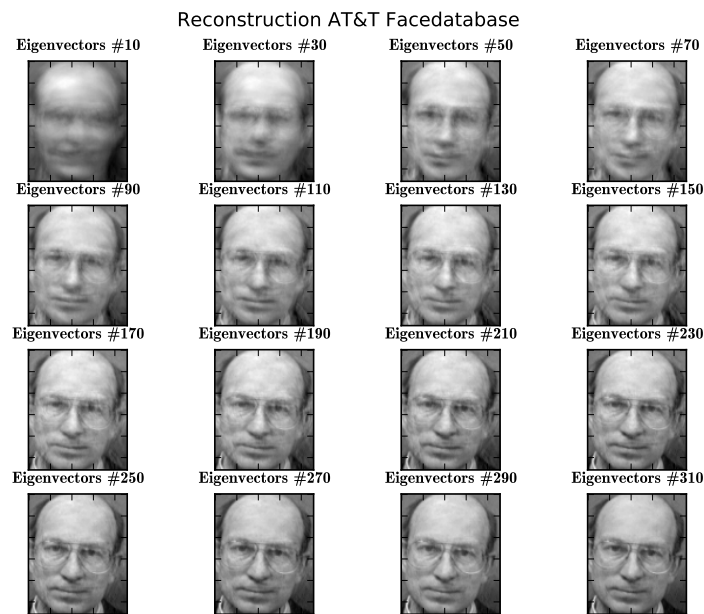 Reconstruction AT&T Facedatabase
Eigenvectors #10 Eigenvectors #30 Eigenvectors #50 Eigenvectors #70
Eigenvectors #90 Eigenvectors #110 Eigenvectors #130 Eigenvectors #150
Eigenvectors #170 Eigenvectors #190 Eigenvectors #210 Eigenvectors #230
Eigenvectors #250 Eigenvectors #270 Eigenvectors #290 Eigenvectors #310